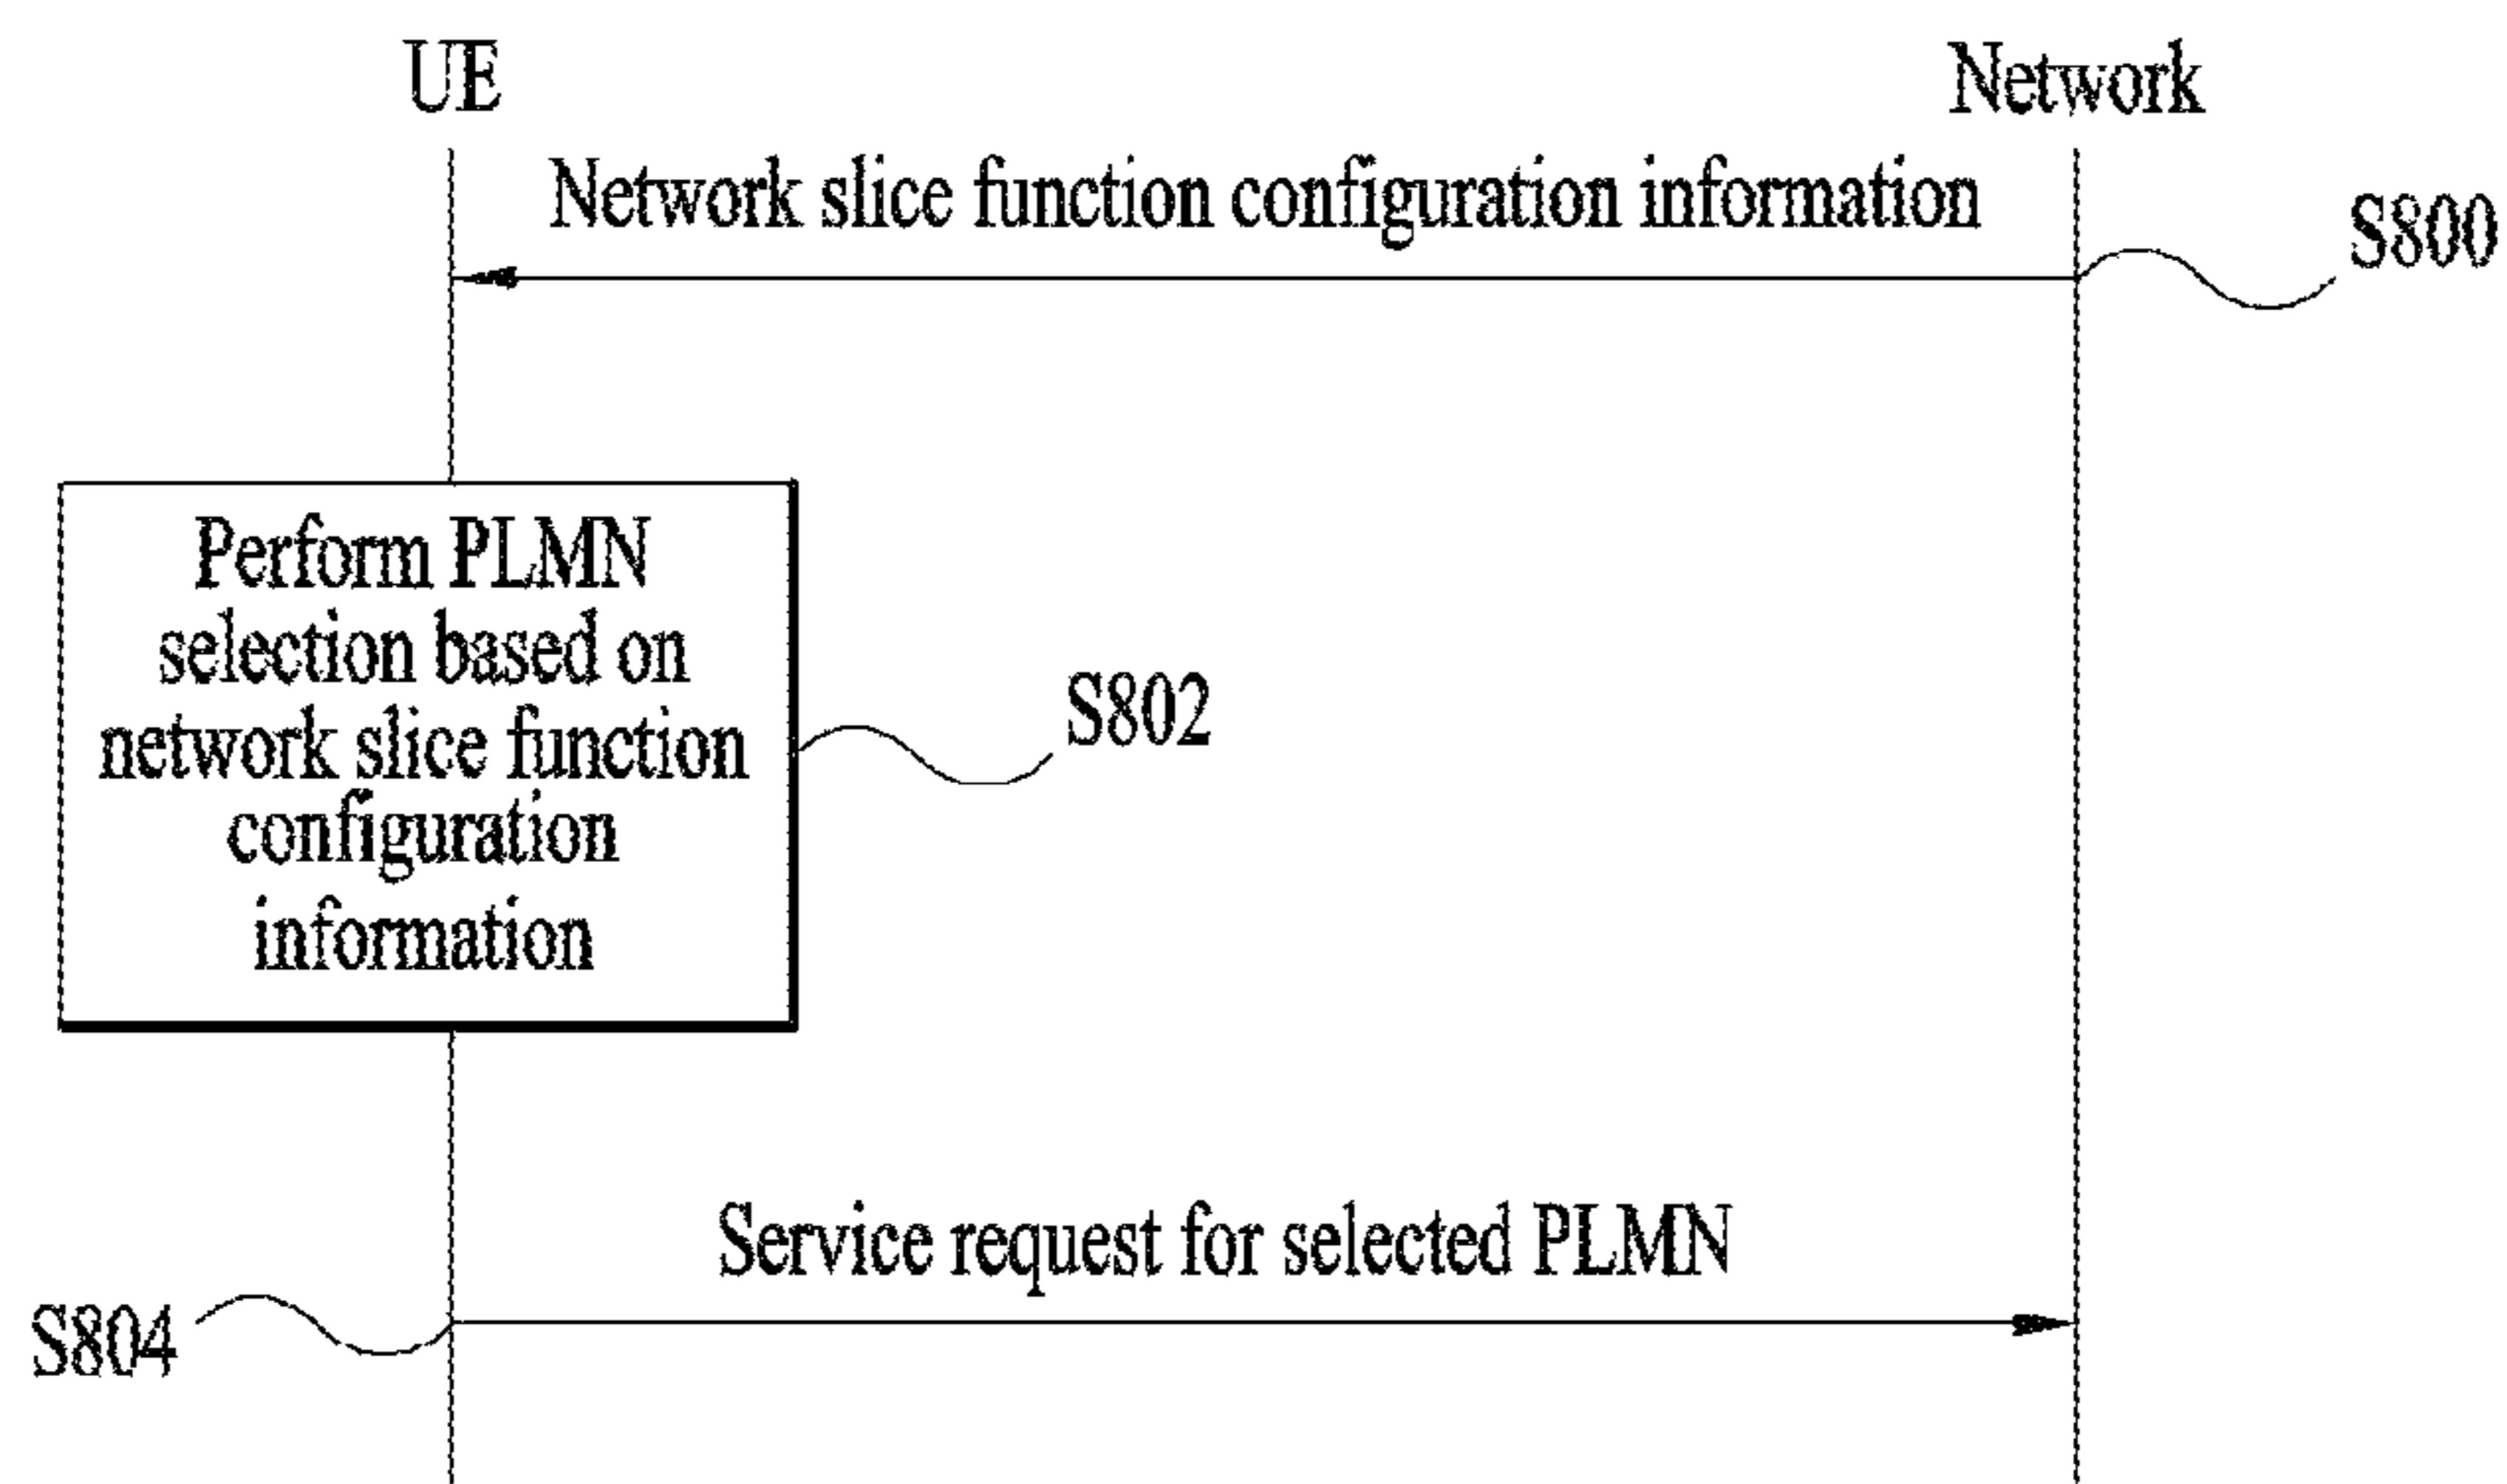 UE
Network
Network slice function configuration information
S800
Perform PLMN
selection based on
network slice function
configuration
information
S802
Service request for selected PLMN
S804